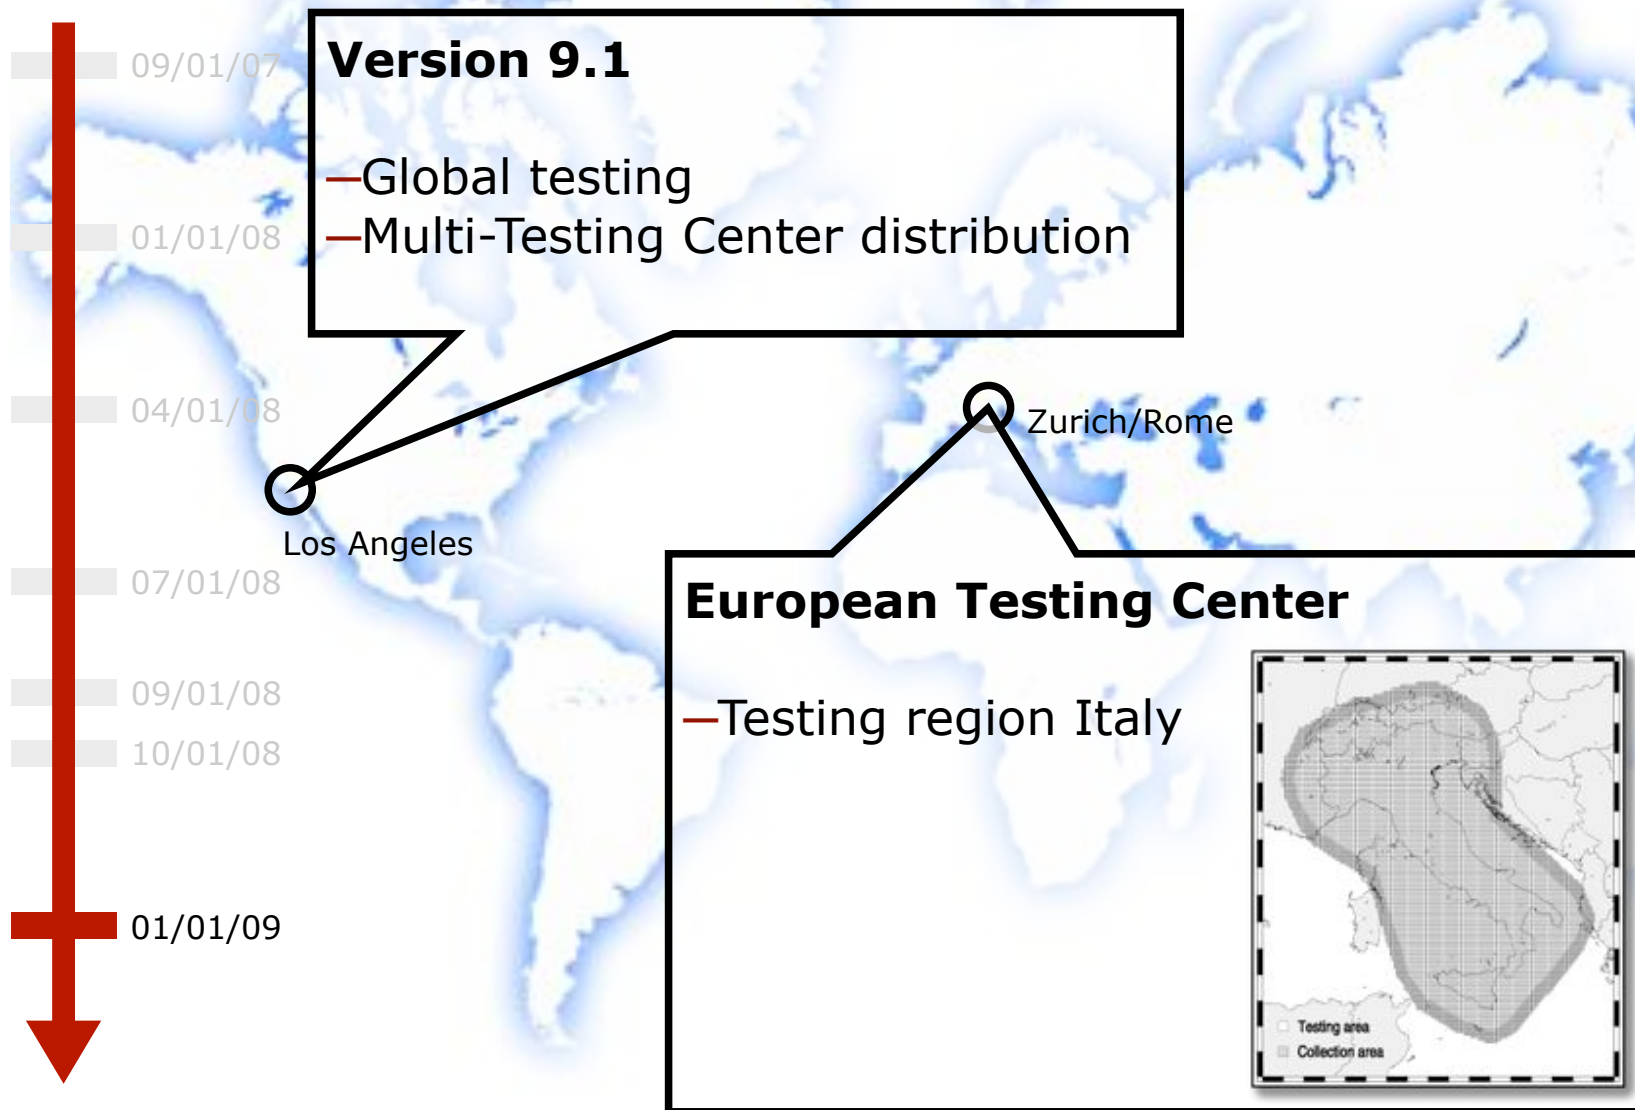 09/01/07
01/01/08
04/01/08
07/01/08
09/01/08
10/01/08
01/01/09
Version 9.1
—Global testing
—Multi-Testing Center distribution
Los Angeles
Zurich/Rome
European Testing Center
—Testing region Italy
Testing area
Collection area